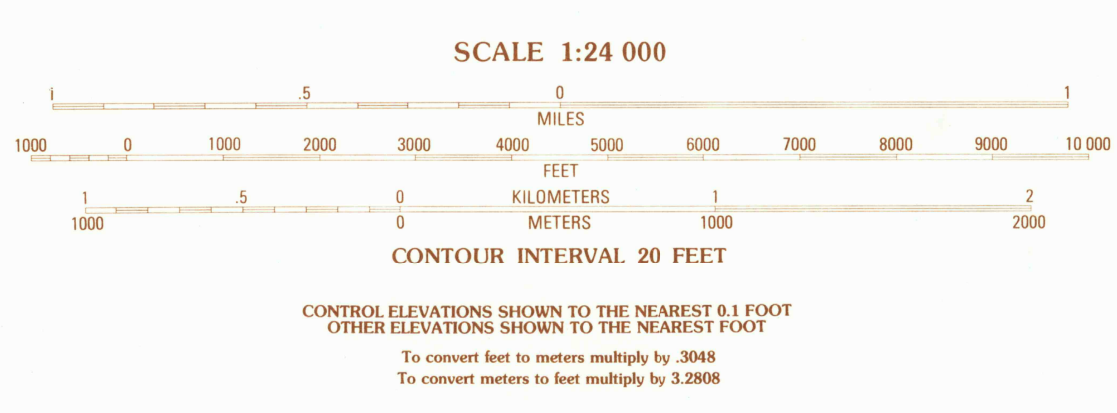 SCALE 1:24 000
1 .5 0 1
MILES
1000 0 1000 2000 3000 4000 5000 6000 7000 8000 9000 10 000
FEET
1 .5 0 KILOMETERS 1 2
1000 0 METERS 1000 2000
CONTOUR INTERVAL 20 FEET
CONTROL ELEVATIONS SHOWN TO THE NEAREST 0.1 FOOT
OTHER ELEVATIONS SHOWN TO THE NEAREST FOOT
To convert feet to meters multiply by .3048
To convert meters to feet multiply by 3.2808